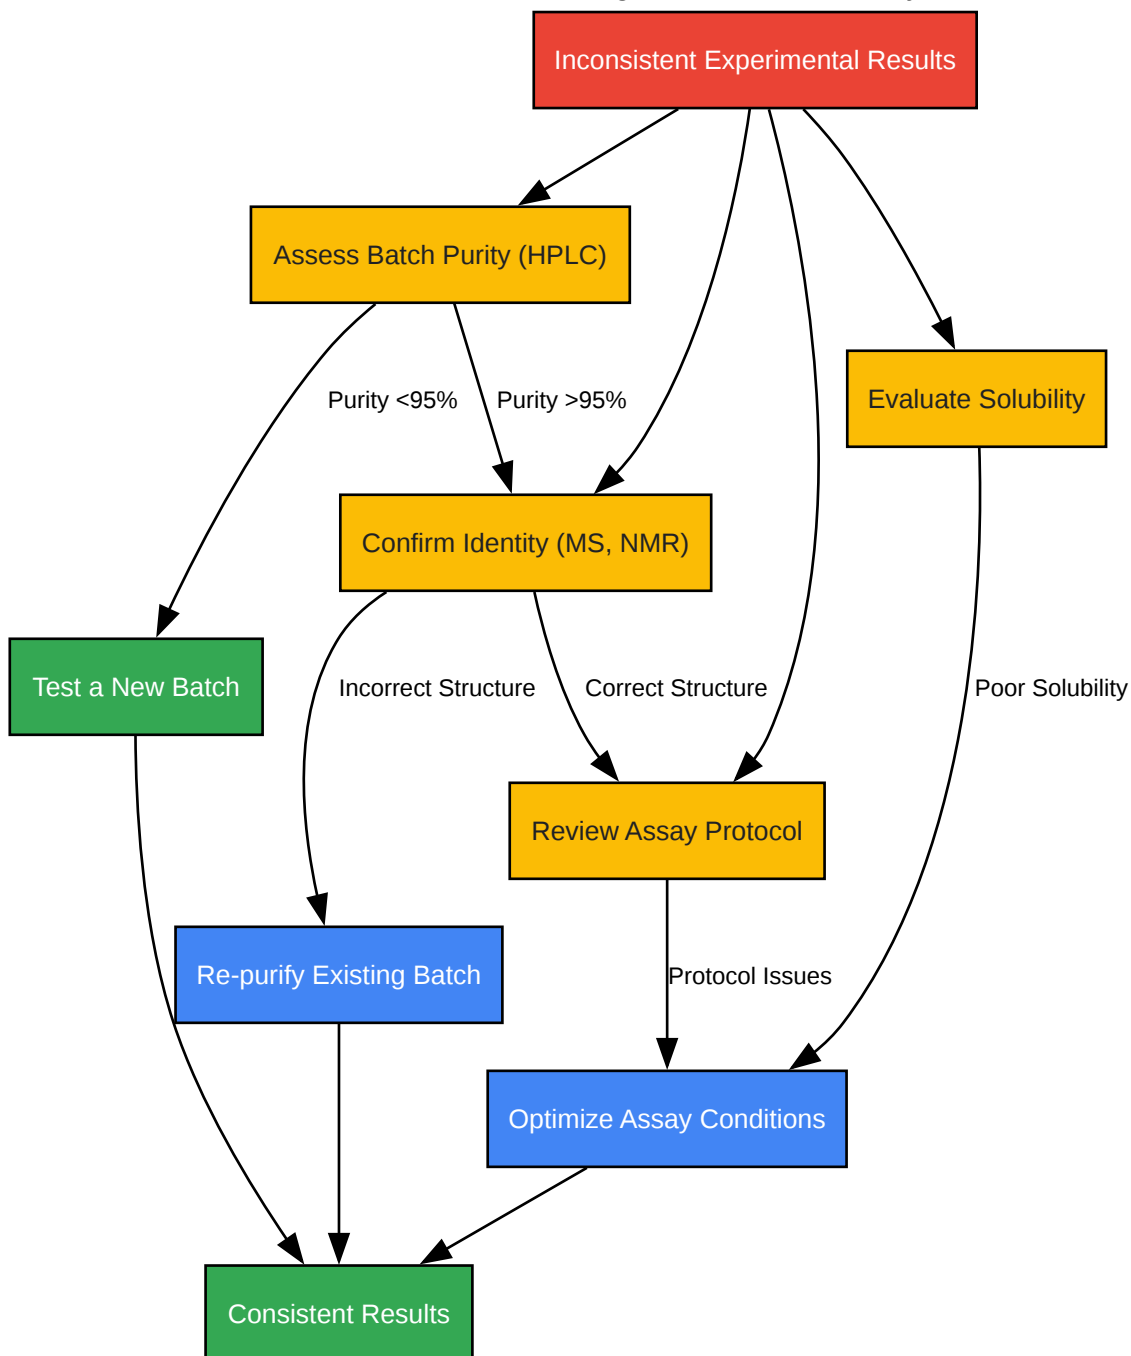 Inconsistent Experimental Results
Assess Batch Purity (HPLC)
Evaluate Solubility
Purity <95%
Purity >95%
Confirm Identity (MS, NMR)
Test a New Batch
Incorrect Structure
Correct Structure
Poor Solubility
Review Assay Protocol
Re-purify Existing Batch
Protocol Issues
Optimize Assay Conditions
Consistent Results